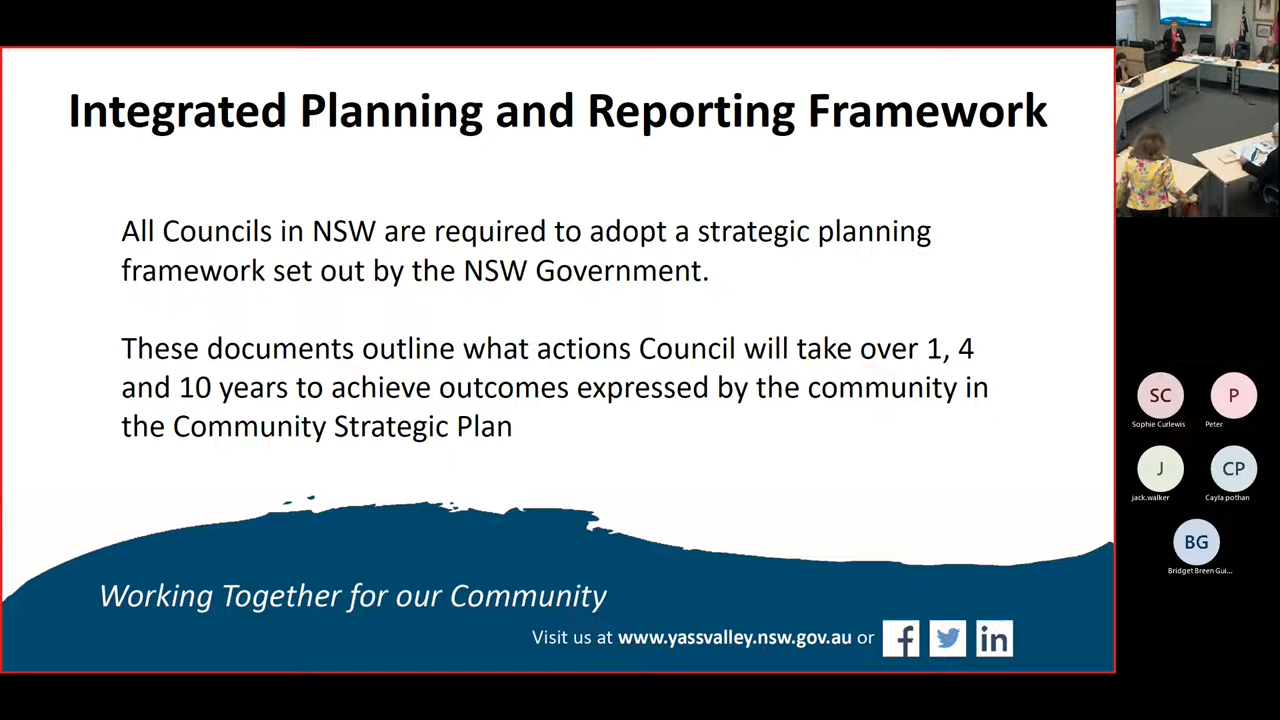 Integrated Planning and Reporting Framework
All Councils in NSW are required to adopt a strategic planning
framework set out by the NSW Government.
These documents outline what actions Council will take over 1, 4
and 10 years to achieve outcomes expressed by the community in
the Community Strategic Plan
Working Together for our Community
Visit us at www.yassvalley.nsw.gov.au or
SC
P
Sophie Curlewis
Peter
J
CP
jack.walker
Cayla pothan
BG
Bridget Breen Gui...